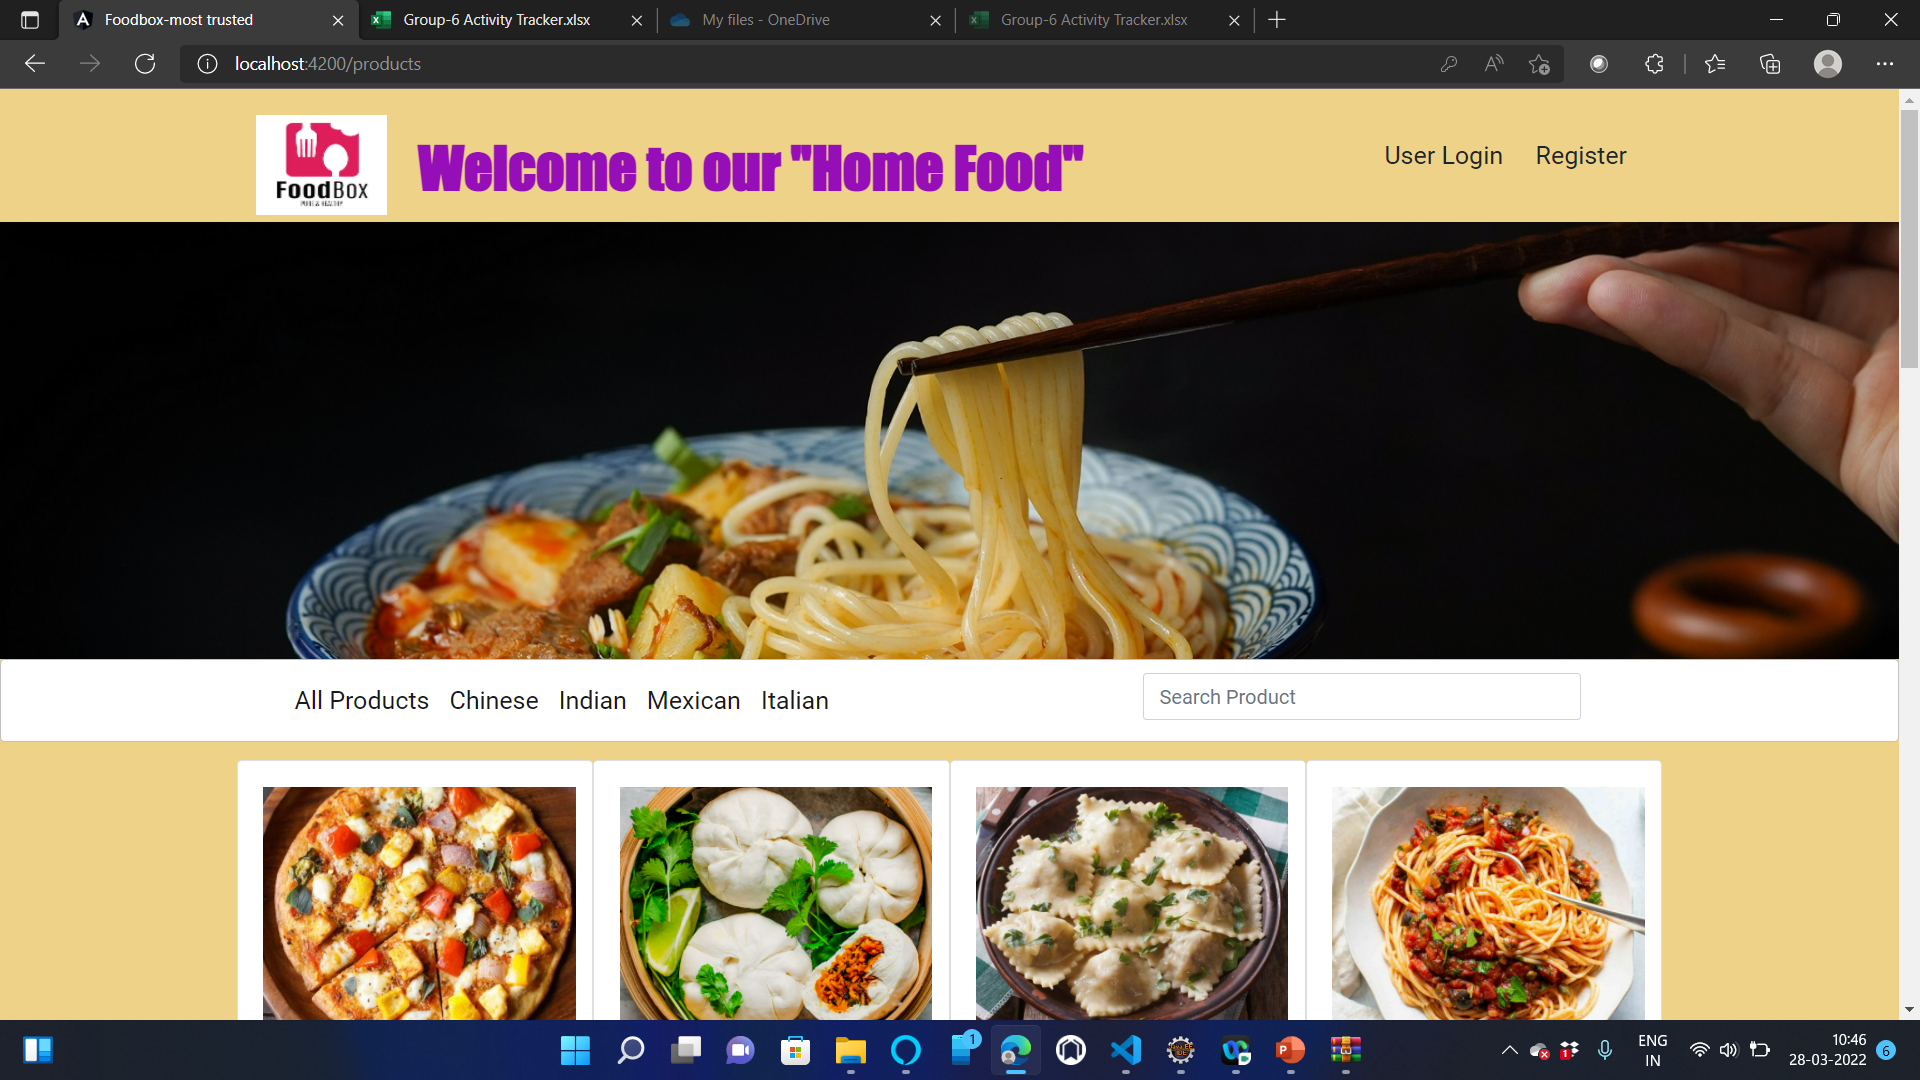 Foodbox-most trusted
Group-6 Activity Tracker.xlsx
My files - OneDrive
Group-6 Activity Tracker.xlsx
localhost:4200/products
FoodBox
Welcome to our "Home Food"
User Login
Register
All Products
Chinese
Indian
Mexican
Italian
Search Product
1
1
ENG
IN
10:46
28-03-2022
6